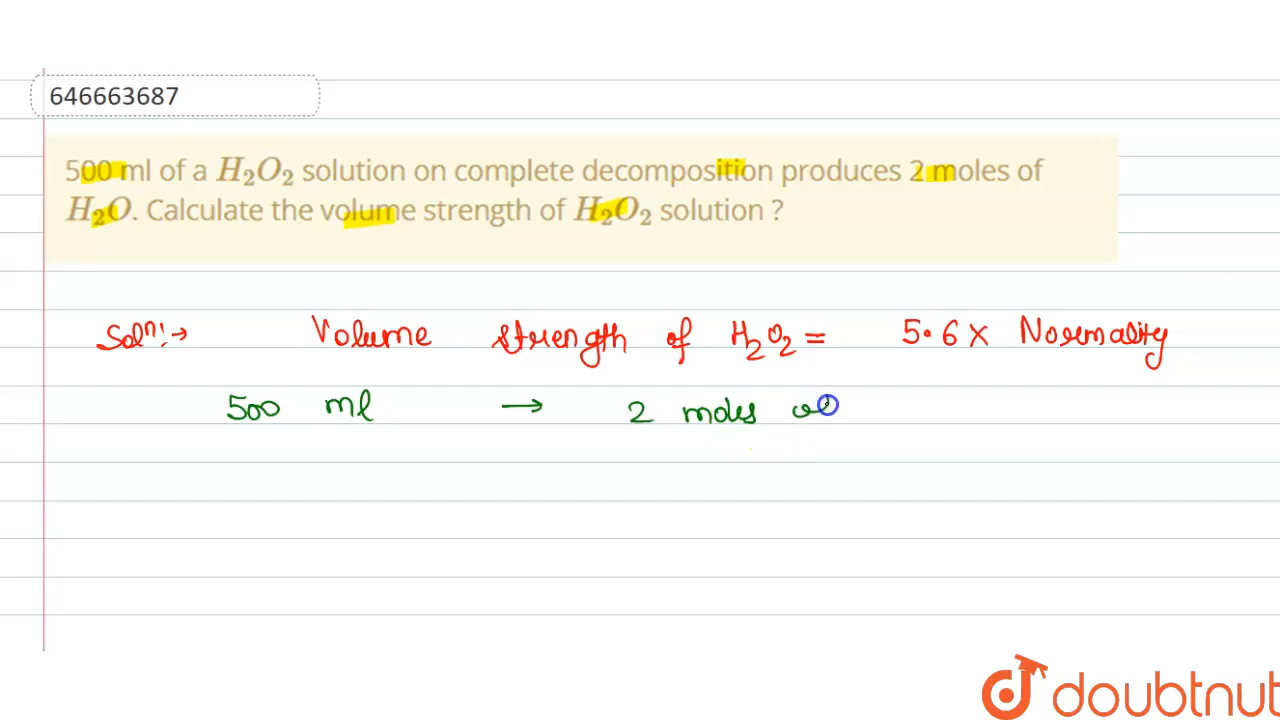 646663687
500 ml of a H₂O₂ solution on complete decomposition produces 2 moles of
H₂O. Calculate the volume strength of H₂O₂ solution ?
Solⁿ:→ Volume strength of H₂O₂ = 5.6 × Normality
500 ml → 2 moles
doubtnut